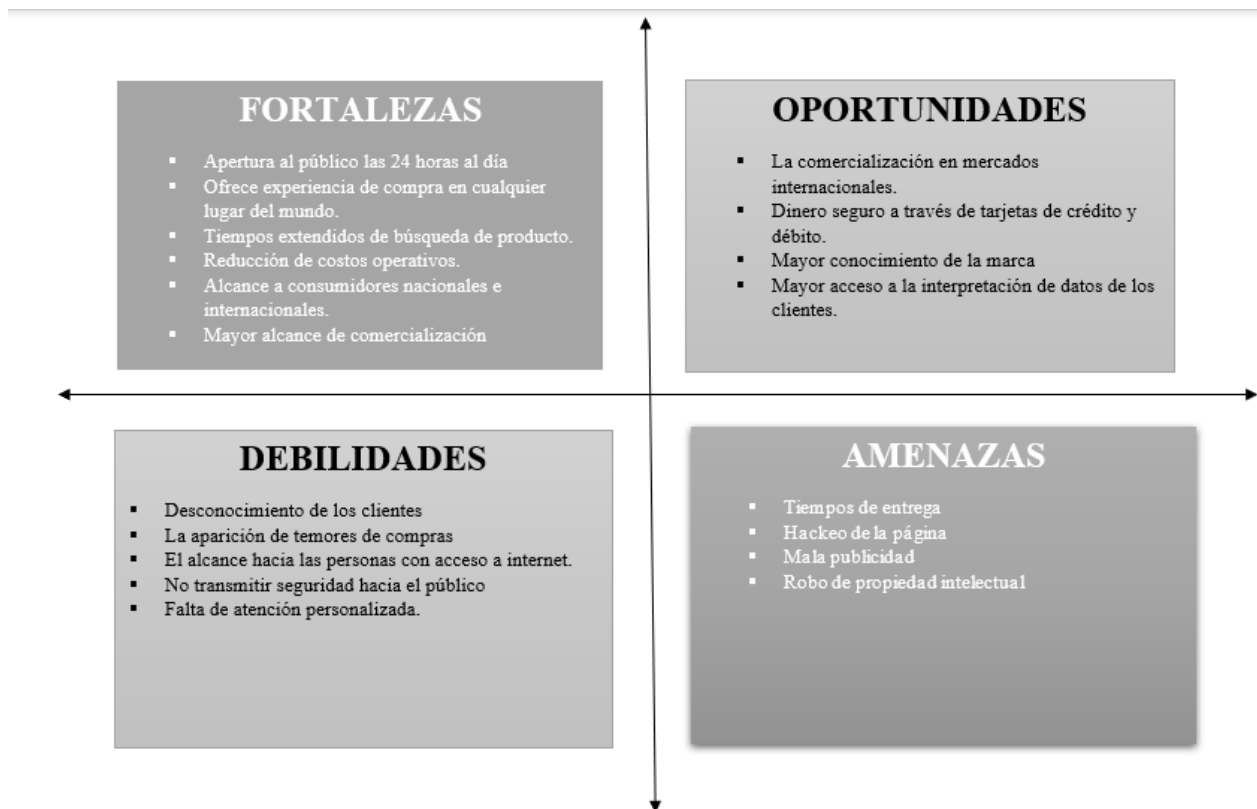 FORTALEZAS
▪ Apertura al público las 24 horas al día
▪ Ofrece experiencia de compra en cualquier
lugar del mundo.
▪ Tiempos extendidos de búsqueda de producto.
▪ Reducción de costos operativos.
▪ Alcance a consumidores nacionales e
internacionales.
▪ Mayor alcance de comercialización
OPORTUNIDADES
▪ La comercialización en mercados
internacionales.
▪ Dinero seguro a través de tarjetas de crédito y
débito.
▪ Mayor conocimiento de la marca
▪ Mayor acceso a la interpretación de datos de los
clientes.
DEBILIDADES
▪ Desconocimiento de los clientes
▪ La aparición de temores de compras
▪ El alcance hacia las personas con acceso a internet.
▪ No transmitir seguridad hacia el público
▪ Falta de atención personalizada.
AMENAZAS
▪ Tiempos de entrega
▪ Hackeo de la página
▪ Mala publicidad
▪ Robo de propiedad intelectual